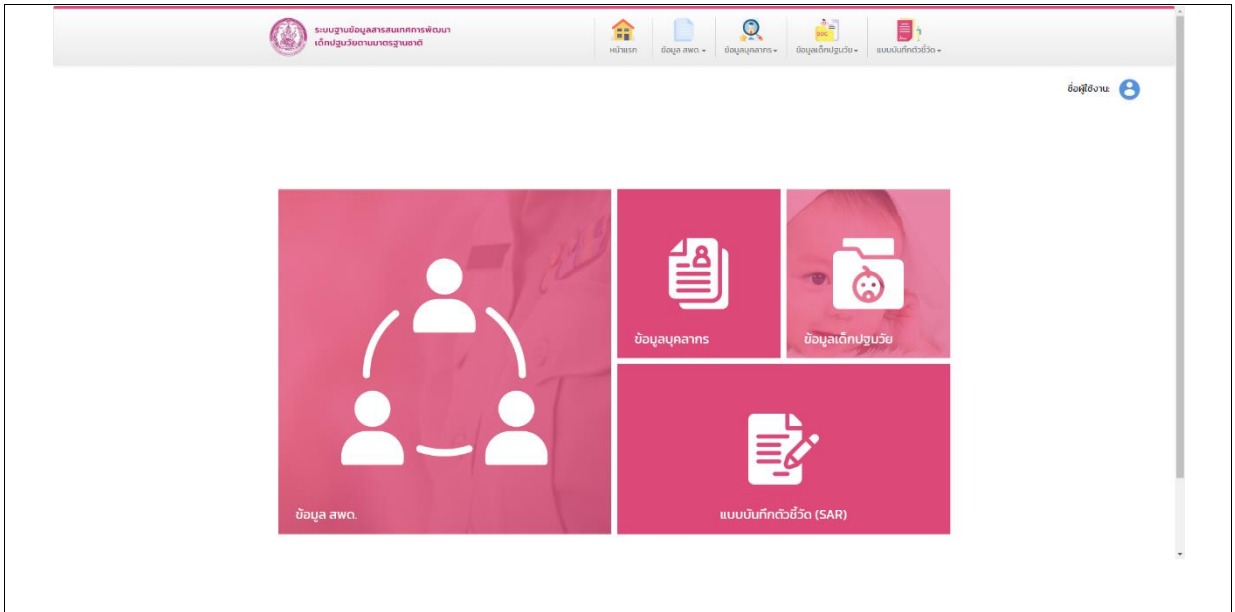 ระบบฐานข้อมูลสารสนเทศการพัฒนา
เด็กปฐมวัยตามมาตรฐานชาติ
หน้าแรก
ข้อมูล สพด.
ข้อมูลบุคลากร
ข้อมูลเด็กปฐมวัย
แบบบันทึกตัวชี้วัด
ชื่อผู้ใช้งาน:
ข้อมูลบุคลากร
ข้อมูลเด็กปฐมวัย
ข้อมูล สพด.
แบบบันทึกตัวชี้วัด (SAR)